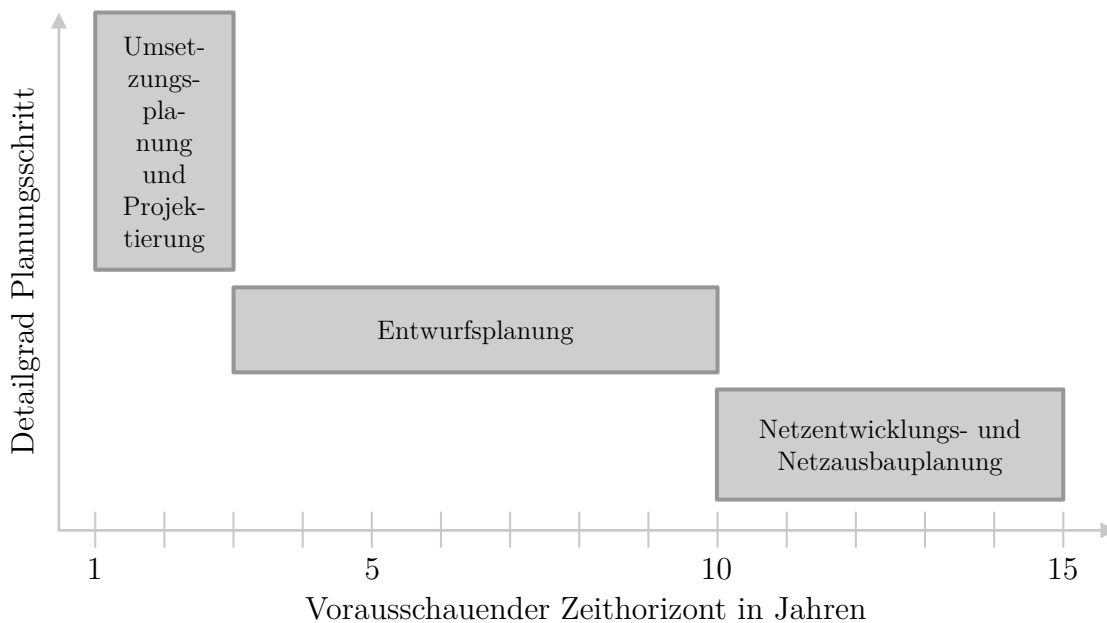 Detailgrad Planungsschritt
Umset-
zungs-
pla-
nung
und
Projek-
tierung
Entwurfsplanung
Netzentwicklungs- und
Netzausbauplanung
1 5 10 15
Vorausschauender Zeithorizont in Jahren